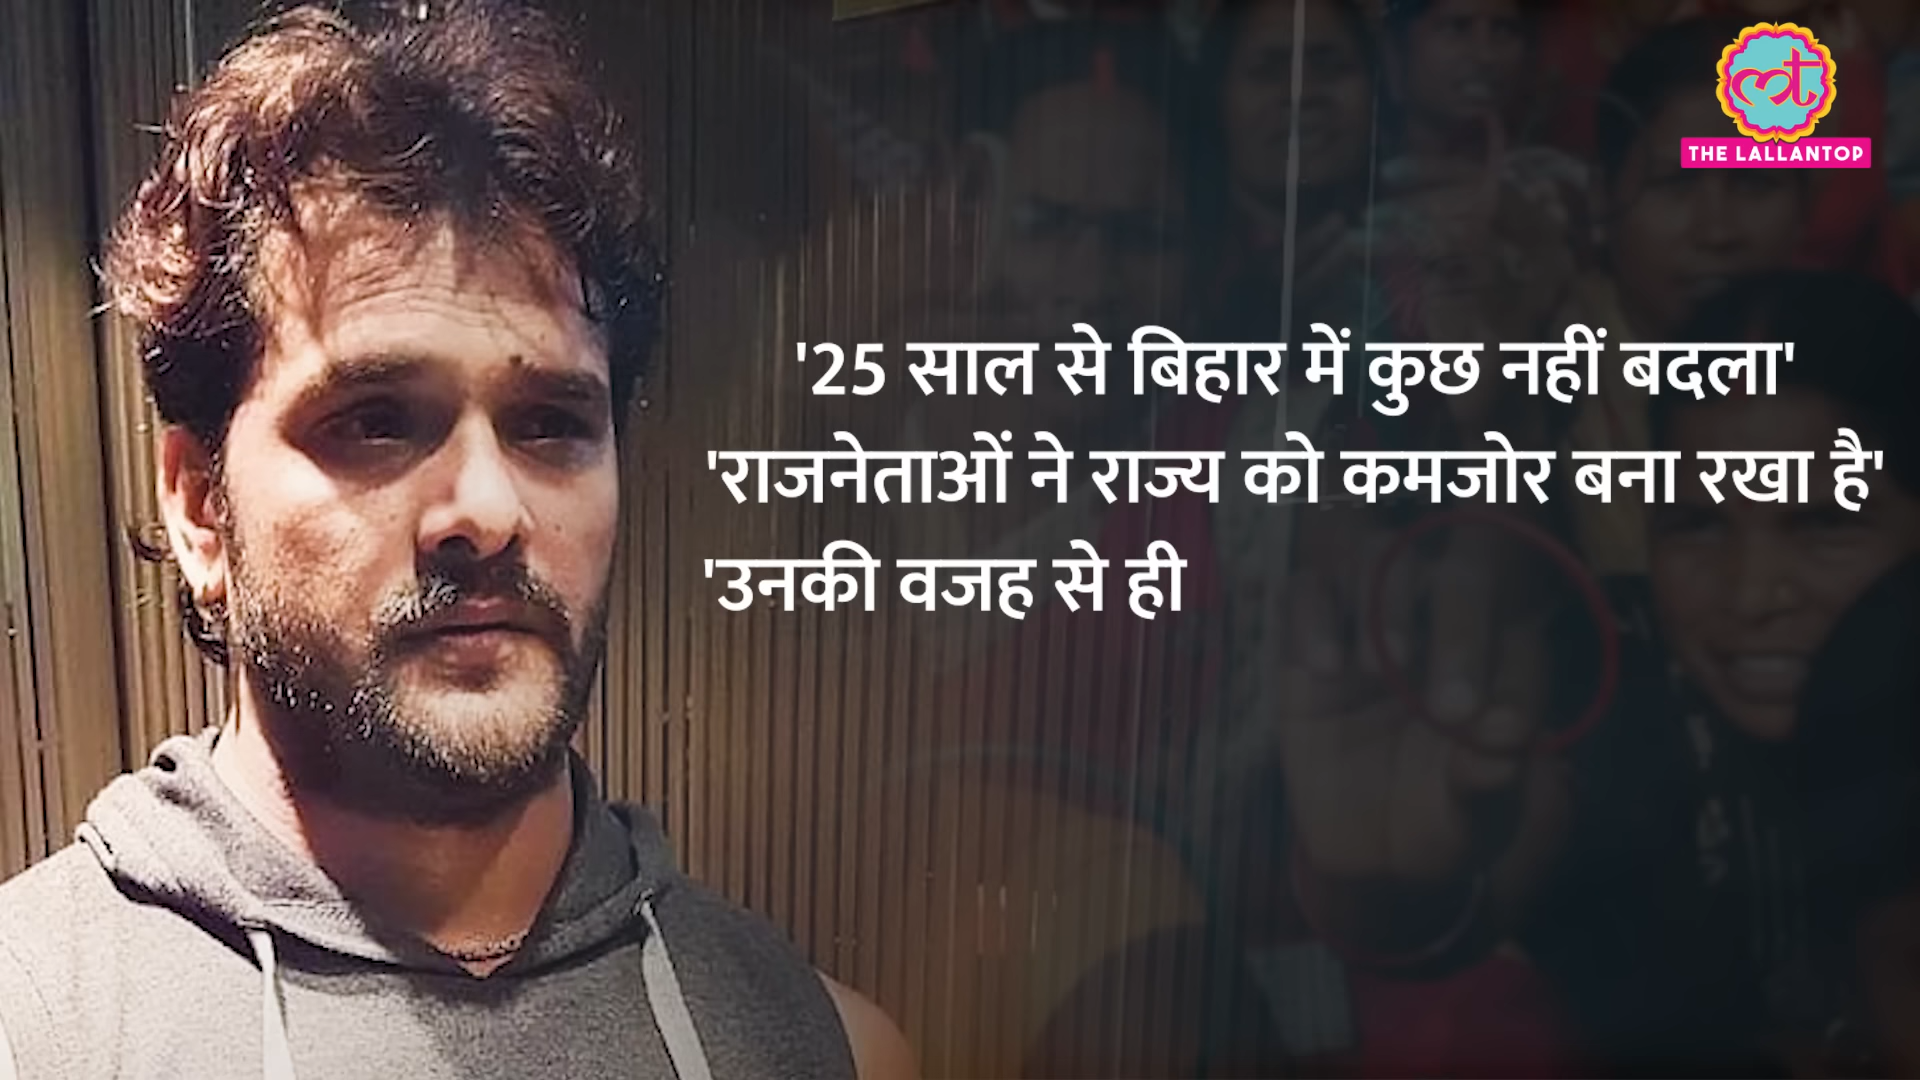 THE LALLANTOP
'25 साल से बिहार में कुछ नहीं बदला'
'राजनेताओं ने राज्य को कमजोर बना रखा है'
'उनकी वजह से ही